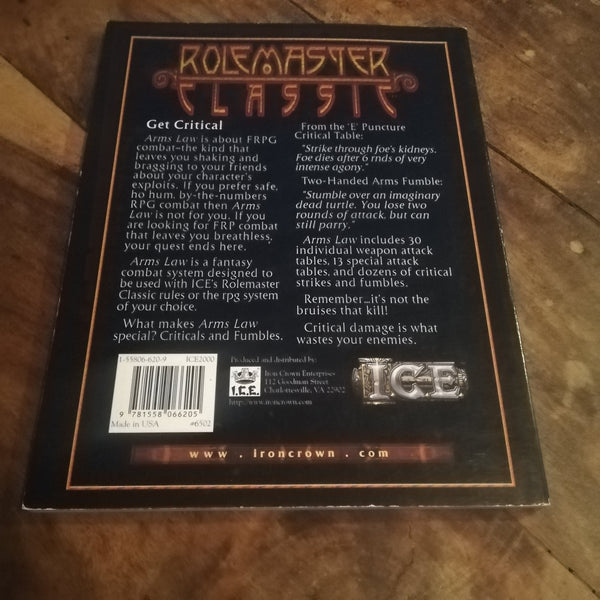 ROLEMASTER
CLASSIC
Get Critical
Arms Law is about FRPG
combat–the kind that
leaves you shaking and
bragging to your friends
about your character's
exploits. If you prefer safe,
ho hum, by-the-numbers
RPG combat then Arms
Law is not for you. If you
are looking for FRP combat
that leaves you breathless,
your quest ends here.
Arms Law is a fantasy
combat system designed to
be used with ICE's Rolemaster
Classic rules or the rpg system
of your choice.
What makes Arms Law
special? Criticals and Fumbles.
From the 'E' Puncture
Critical Table:
"Strike through foe's kidneys.
Foe dies after 6 rnds of very
intense agony."
Two-Handed Arms Fumble:
"Stumble over an imaginary
dead turtle. You lose two
rounds of attack, but can
still parry."
Arms Law includes 30
individual weapon attack
tables, 13 special attack
tables, and dozens of critical
strikes and fumbles.
Remember...it's not the
bruises that kill!
Critical damage is what
wastes your enemies.
1-55806-620-9 ICE2000
9 781558 066205
Made in USA #6502
Produced and distributed by:
I.C.E.
Iron Crown Enterprises
112 Goodman Street
Charlottesville, VA 22902
http://www.ironcrown.com
ICE
www.ironcrown.com